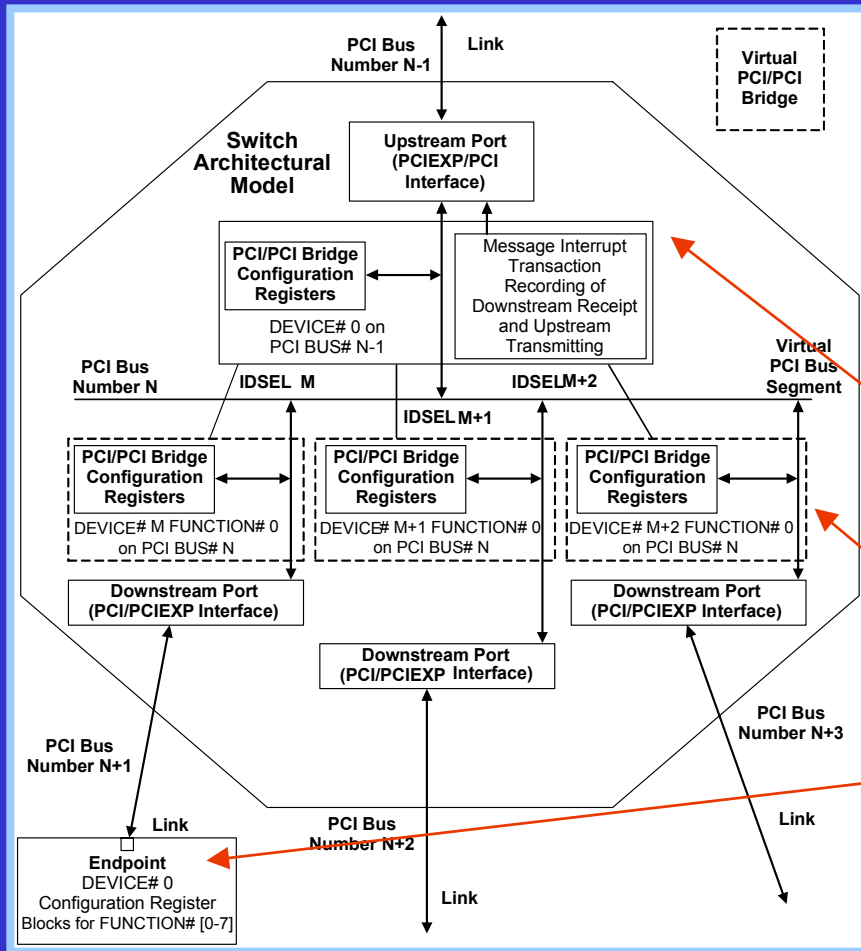 PCI Bus
Number N-1
Link
Virtual
PCI/PCI
Bridge
Switch
Architectural
Model
Upstream Port
(PCIEXP/PCI
Interface)
PCI/PCI Bridge
Configuration
Registers
DEVICE# 0 on
PCI BUS# N-1
Message Interrupt
Transaction
Recording of
Downstream Receipt
and Upstream
Transmitting
PCI Bus
Number N
IDSEL M
IDSEL M+1
IDSEL M+2
Virtual
PCI Bus
Segment
PCI/PCI Bridge
Configuration
Registers
DEVICE# M FUNCTION# 0
on PCI BUS# N
PCI/PCI Bridge
Configuration
Registers
DEVICE# M+1 FUNCTION# 0
on PCI BUS# N
PCI/PCI Bridge
Configuration
Registers
DEVICE# M+2 FUNCTION# 0
on PCI BUS# N
Downstream Port
(PCI/PCIEXP Interface)
Downstream Port
(PCI/PCIEXP Interface)
Downstream Port
(PCI/PCIEXP Interface)
PCI Bus
Number N+1
Link
PCI Bus
Number N+2
Link
PCI Bus
Number N+3
Link
Endpoint
DEVICE# 0
Configuration Register
Blocks for FUNCTION# [0-7]